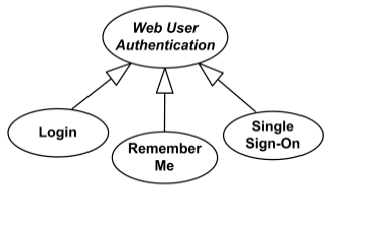 Web User
Authentication
Login
Remember
Me
Single
Sign-On